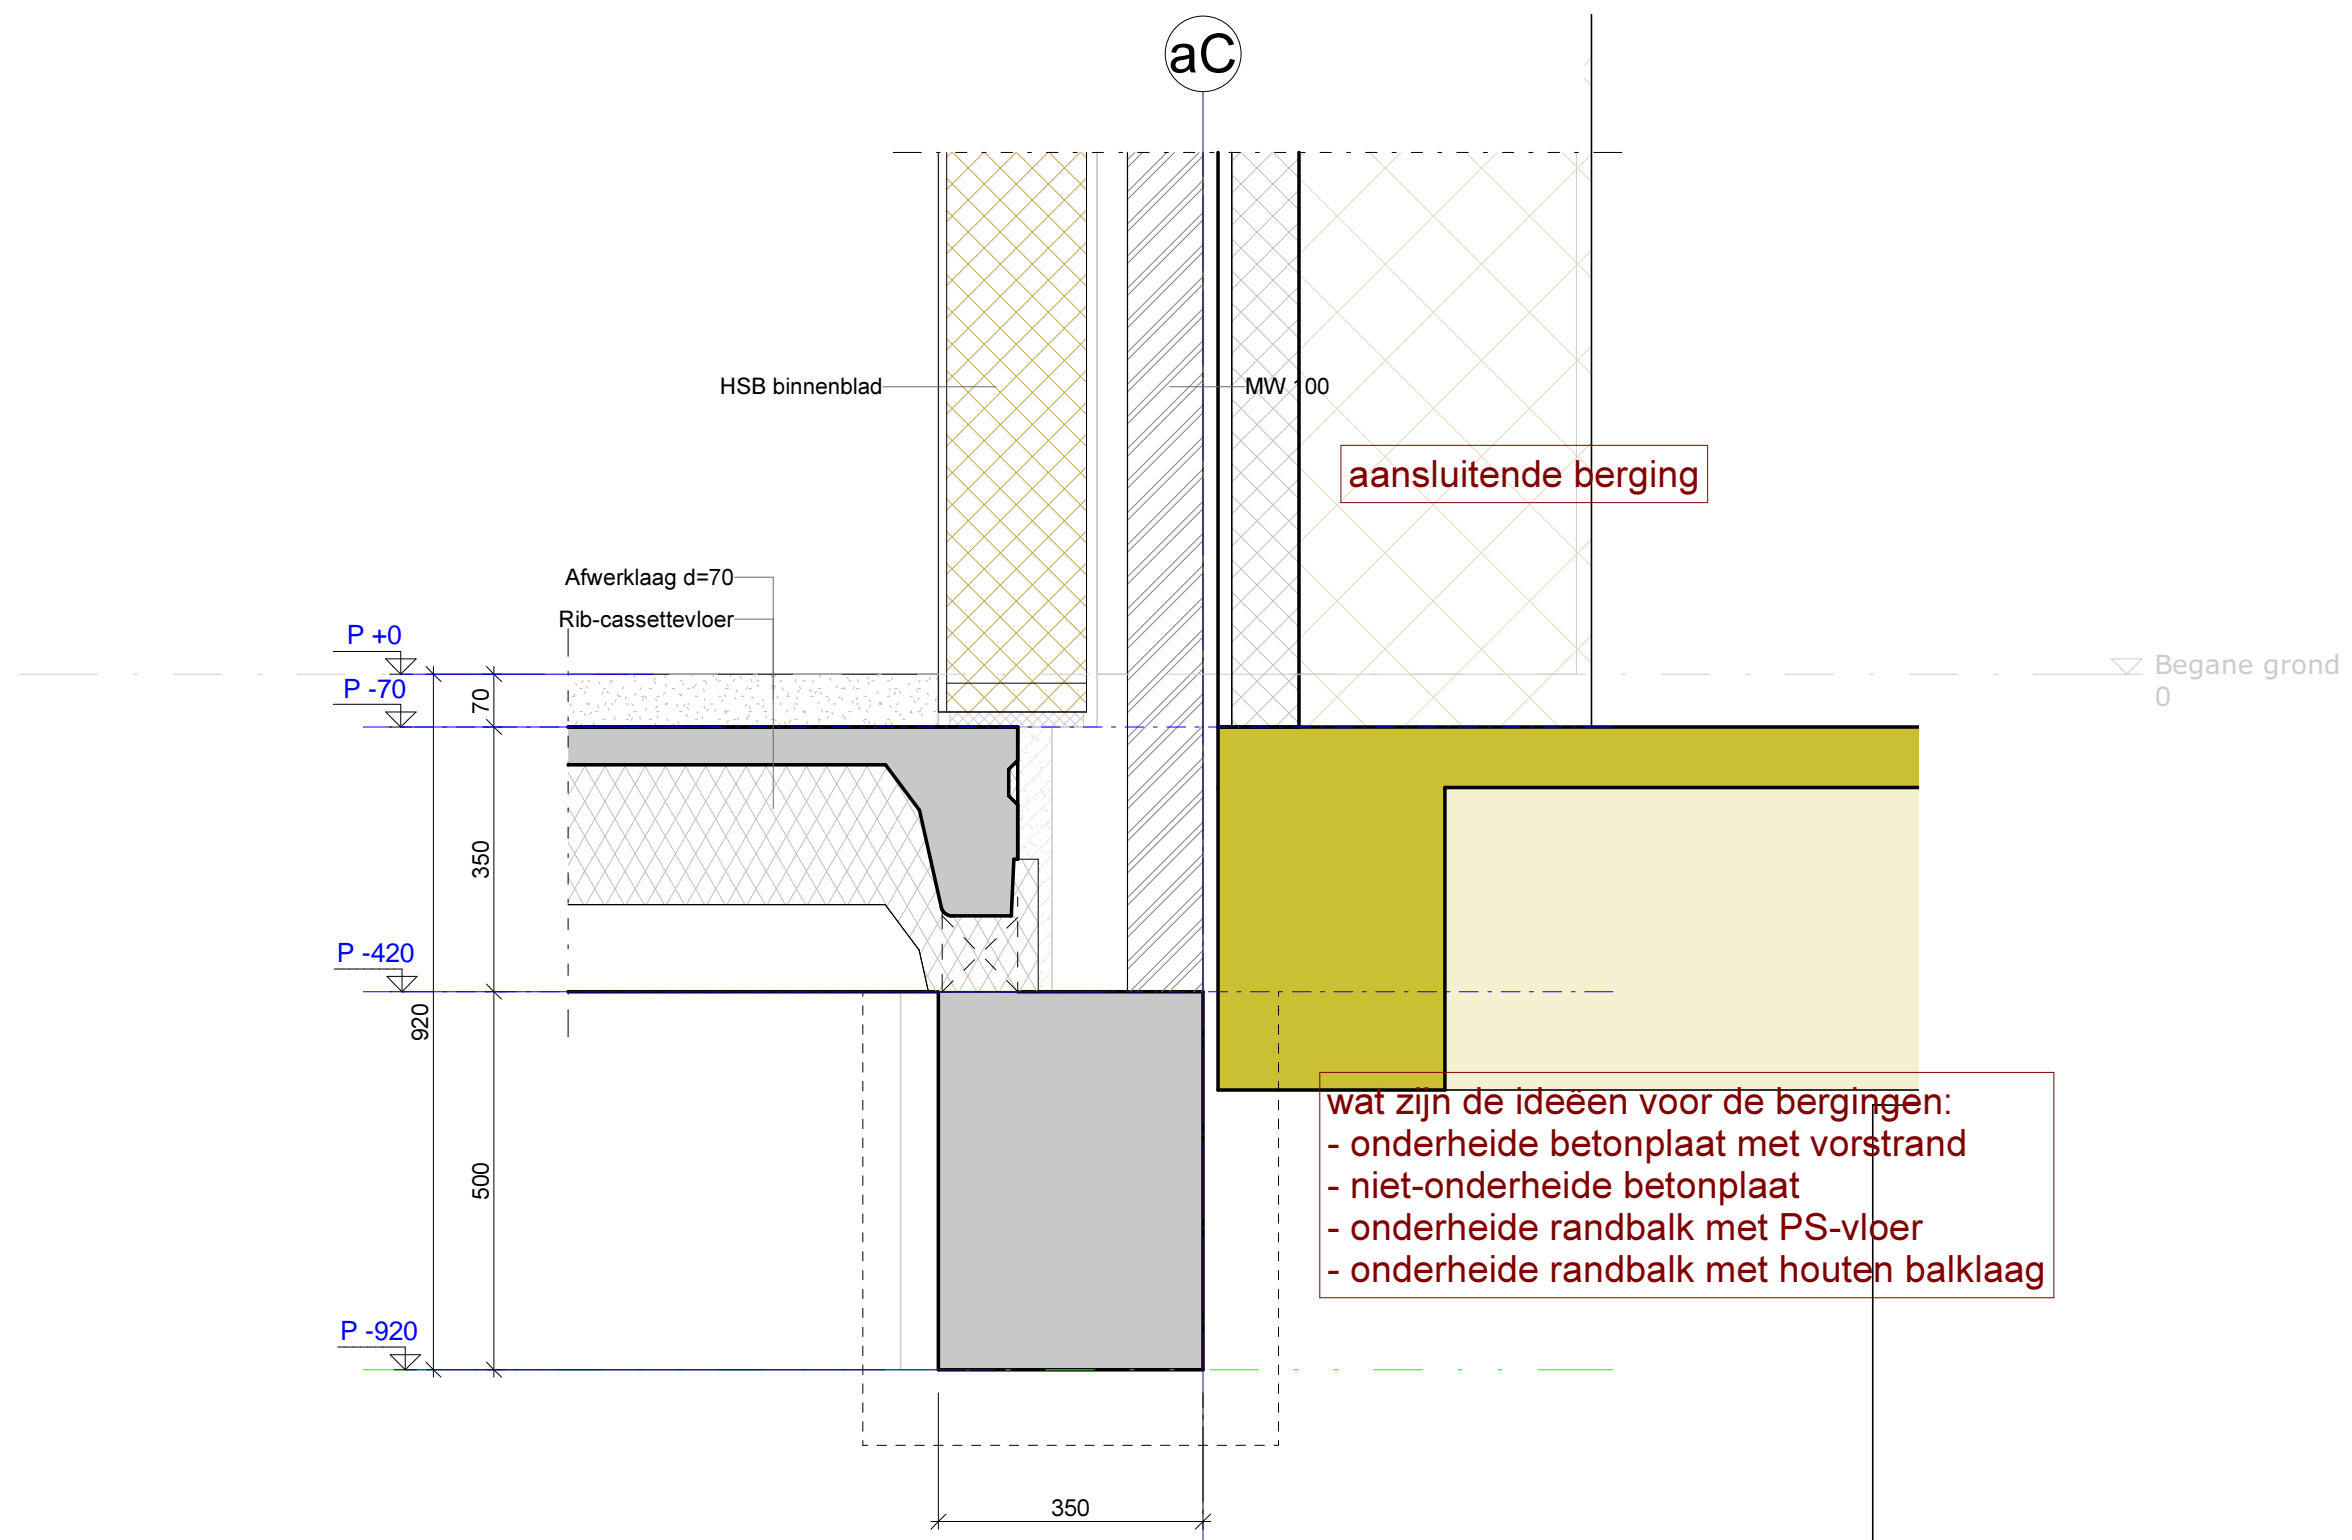 aC
HSB binnenblad
MW 100
aansluitende berging
Afwerklaag d=70
Rib-cassettevloer
P +0
P -70
70
Begane grond
0
350
P -420
920
500
wat zijn de ideeën voor de bergingen:
- onderheide betonplaat met vorstrand
- niet-onderheide betonplaat
- onderheide randbalk met PS-vloer
- onderheide randbalk met houten balklaag
P -920
350